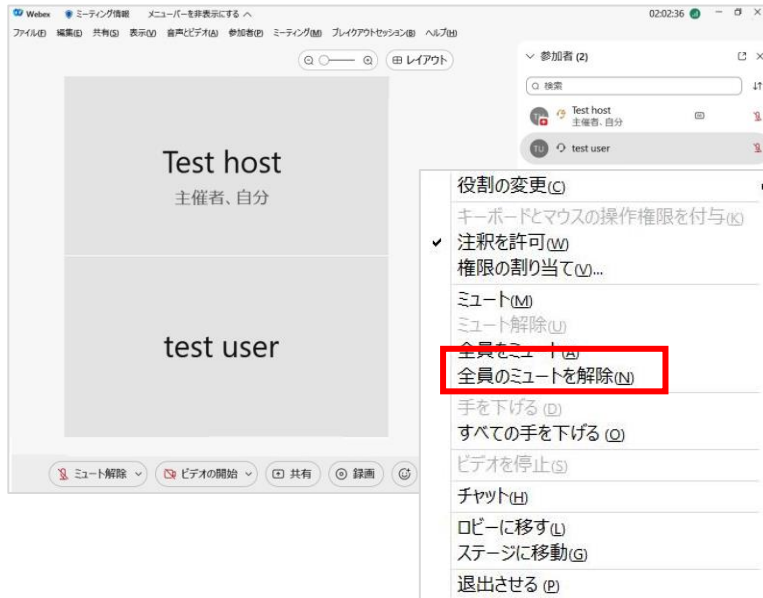 Webex ミーティング情報 メニューバーを非表示にする 02:02:36
ファイル(F) 編集(E) 共有(S) 表示(V) 音声とビデオ(A) 参加者(P) ミーティング(M) ブレイクアウトセッション(B) ヘルプ(H)
レイアウト
参加者 (2)
検索
Test host
主催者、自分
TU test user
Test host
主催者、自分
test user
ミュート解除 ビデオの開始 共有 録画
役割の変更(C)
キーボードとマウスの操作権限を付与(K)
注釈を許可(W)
権限の割り当て(V)...
ミュート(M)
ミュート解除(U)
全員をミュート(A)
全員のミュートを解除(N)
手を下げる (D)
すべての手を下げる (O)
ビデオを停止(S)
チャット(H)
ロビーに移す(L)
ステージに移動(G)
退出させる (P)